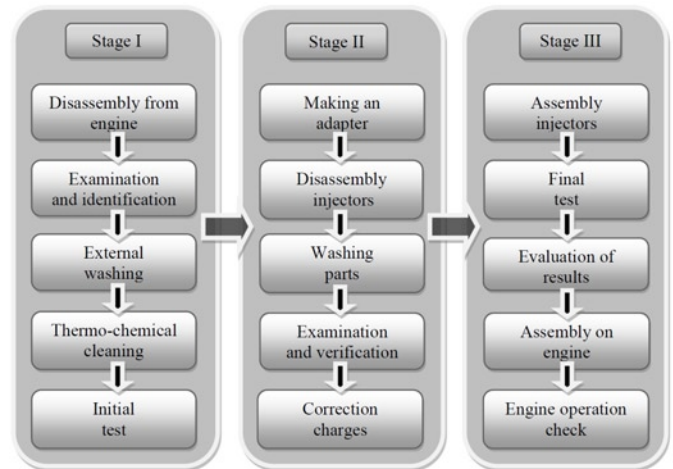 Stage I
Disassembly from
engine
Examination
and identification
External
washing
Thermo-chemical
cleaning
Initial
test
Stage II
Making an
adapter
Disassembly
injectors
Washing
parts
Examination
and verification
Correction
charges
Stage III
Assembly
injectors
Final
test
Evaluation of
results
Assembly on
engine
Engine operation
check